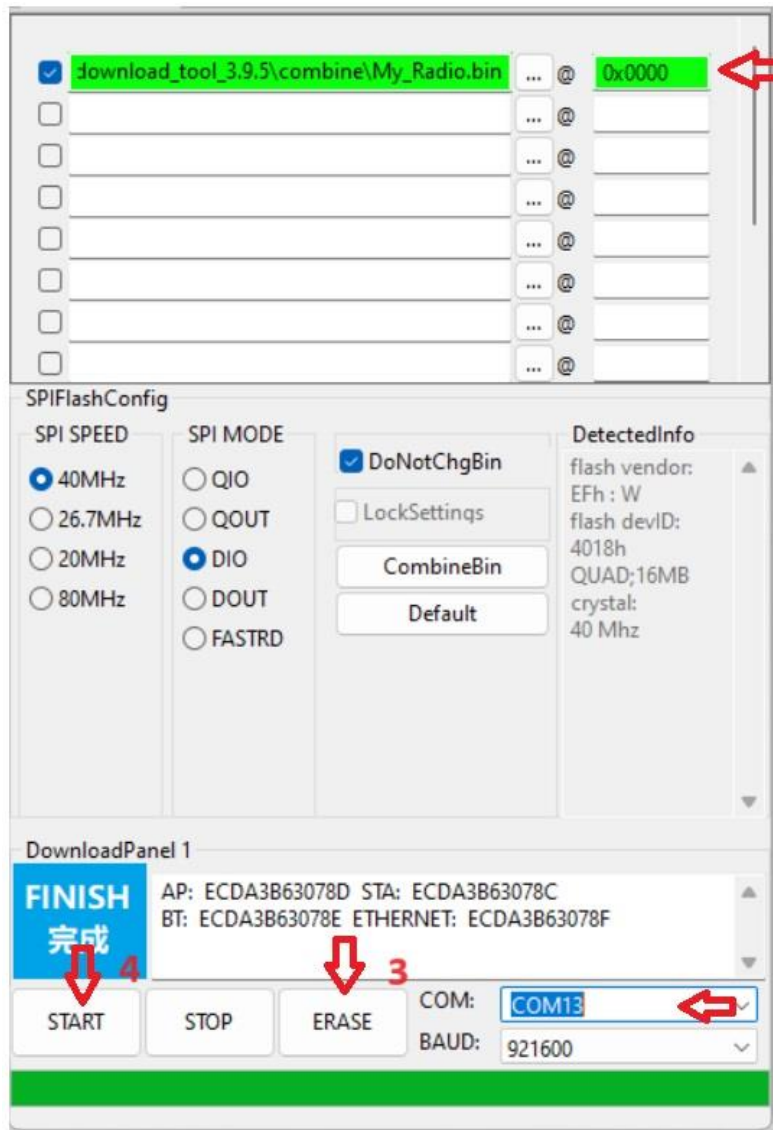 download_tool_3.9.5\combine\My_Radio.bin ... @ 0x0000
... @
... @
... @
... @
... @
... @
... @
SPIFlashConfig
SPI SPEED
40MHz
26.7MHz
20MHz
80MHz
SPI MODE
QIO
QOUT
DIO
DOUT
FASTRD
DoNotChgBin
LockSettings
CombineBin
Default
DetectedInfo
flash vendor:
EFh : W
flash devID:
4018h
QUAD;16MB
crystal:
40 Mhz
DownloadPanel 1
FINISH
完成
AP: ECDA3B63078D STA: ECDA3B63078C
BT: ECDA3B63078E ETHERNET: ECDA3B63078F
4
3
START
STOP
ERASE
COM: COM13
BAUD: 921600